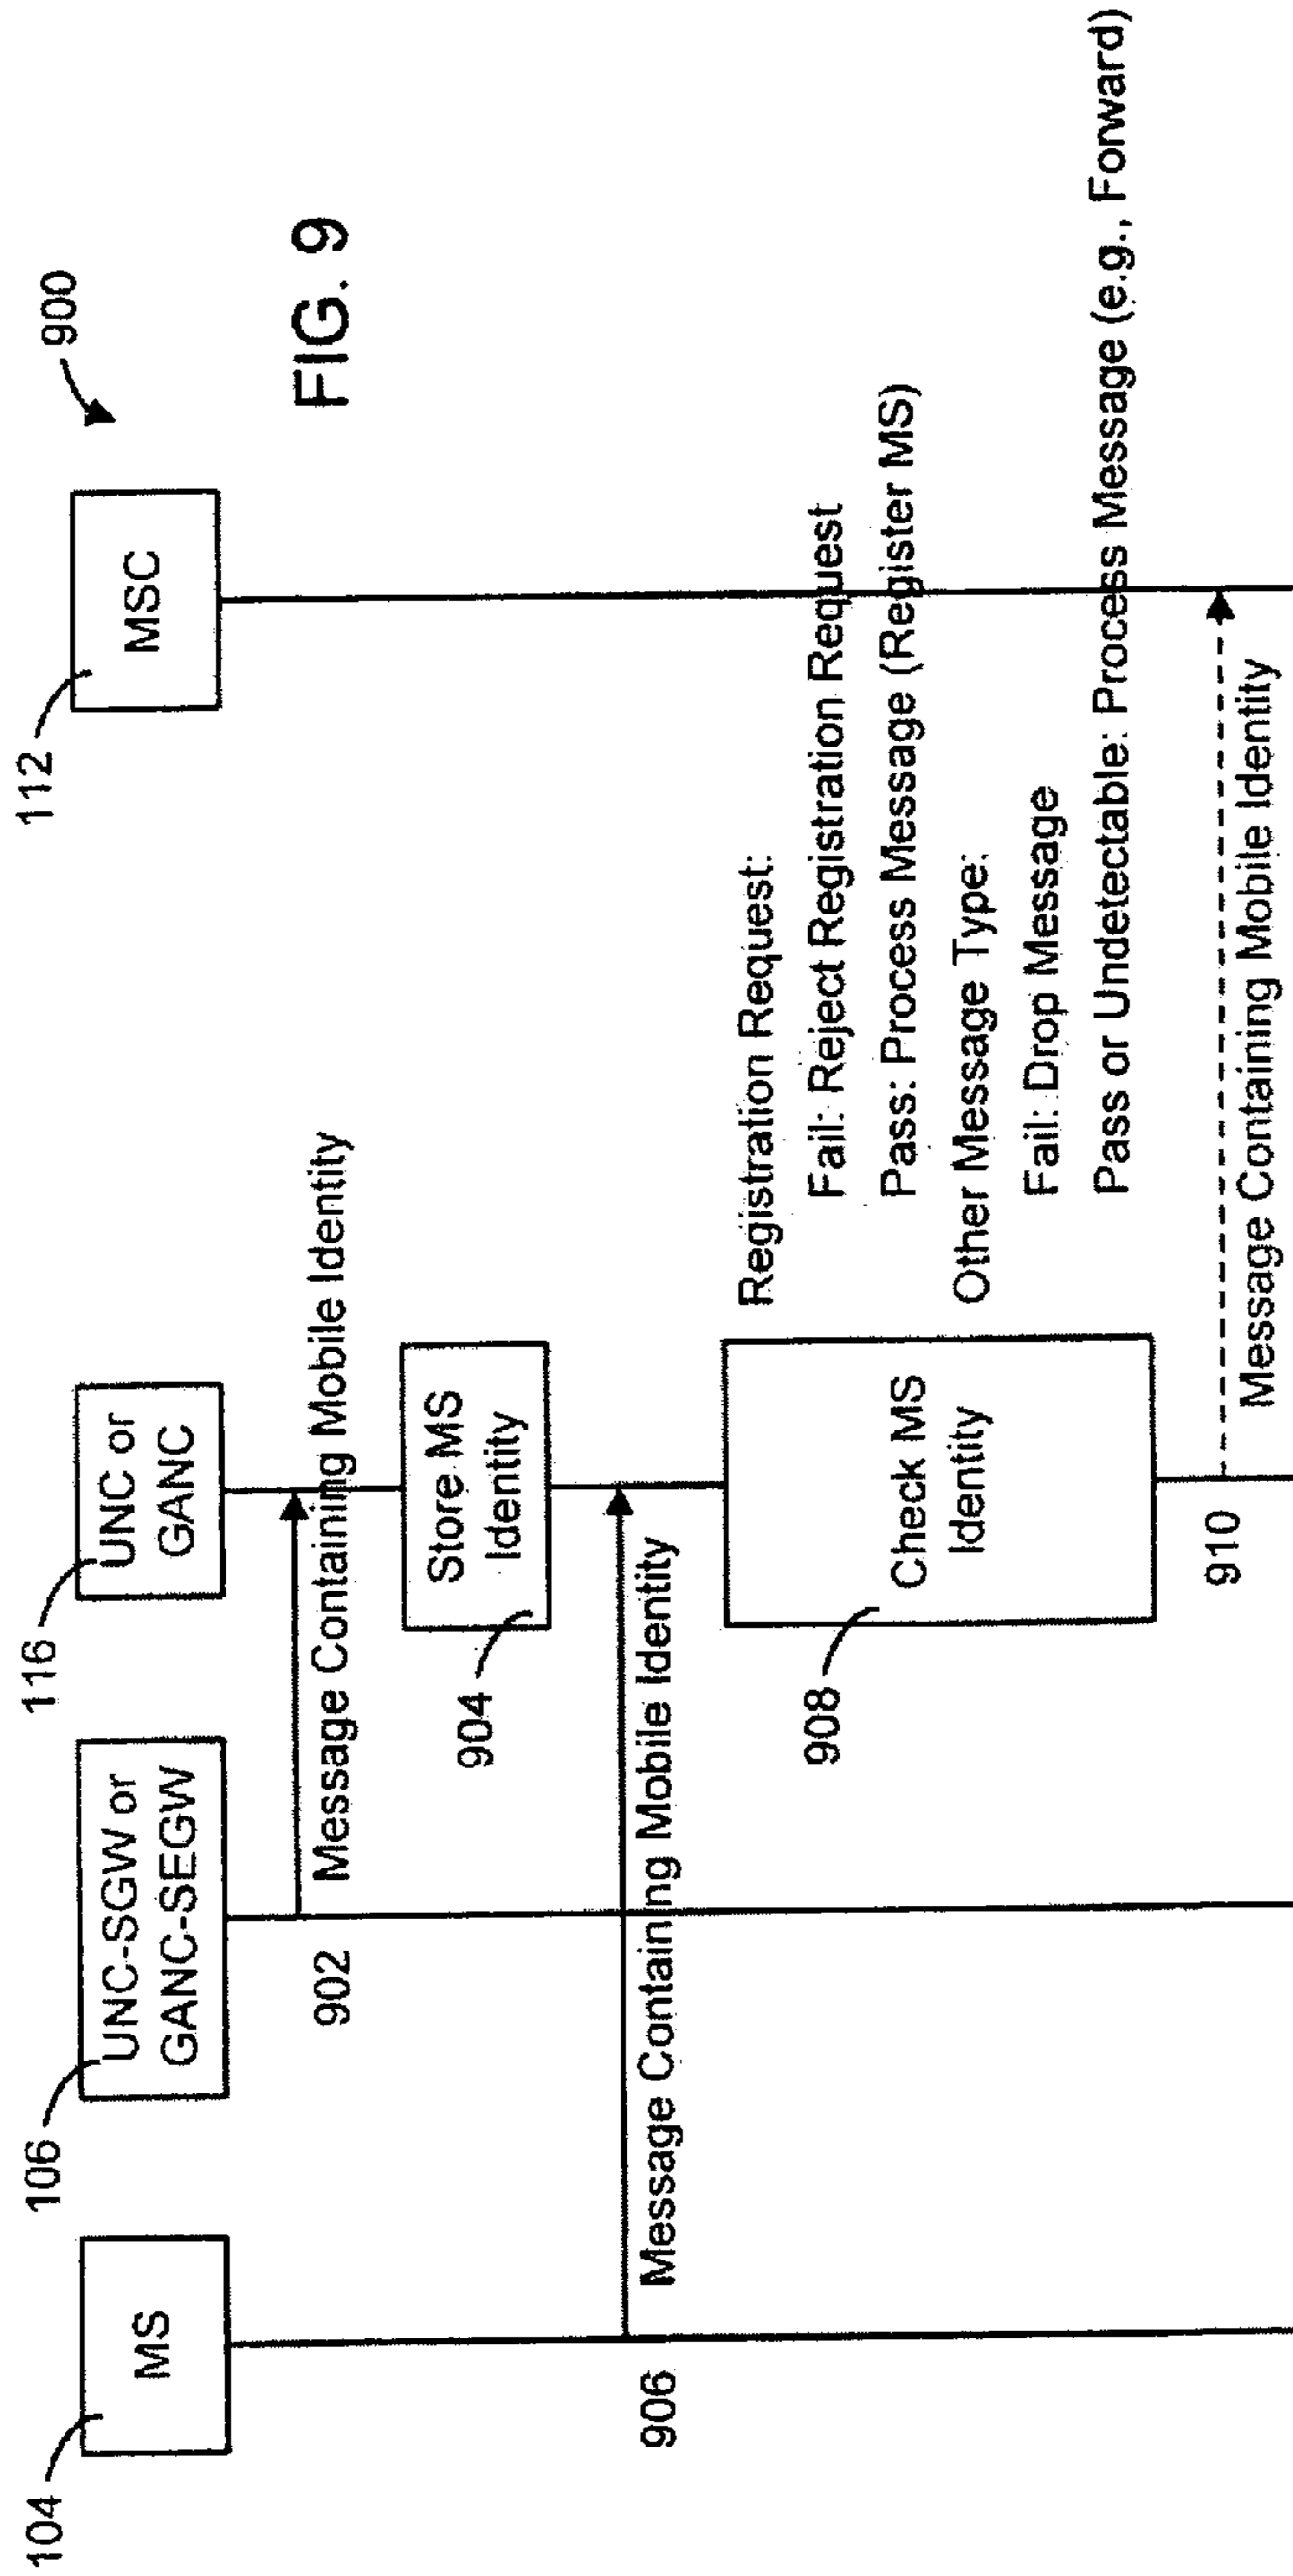 104
MS
106
UNC-SGW or
GANC-SEGW
116
UNC or
GANC
112
MSC
900
FIG. 9
902
Message Containing Mobile Identity
904
Store MS
Identity
906
Message Containing Mobile Identity
908
Check MS
Identity
Registration Request:
Fail: Reject Registration Request
Pass: Process Message (Register MS)
Other Message Type:
Fail: Drop Message
Pass or Undetectable: Process Message (e.g., Forward)
910
Message Containing Mobile Identity